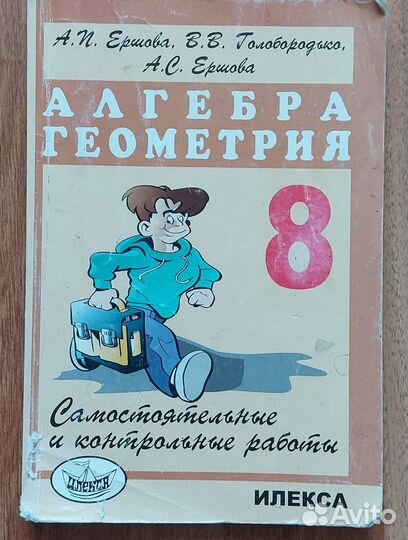 А.П. Ершова, В.В. Голобородько,
А.С. Ершова
АЛГЕБРА
ГЕОМЕТРИЯ
8
Самостоятельные
и контрольные работы
ИЛЕКСА
ИЛЕКСА
Avito